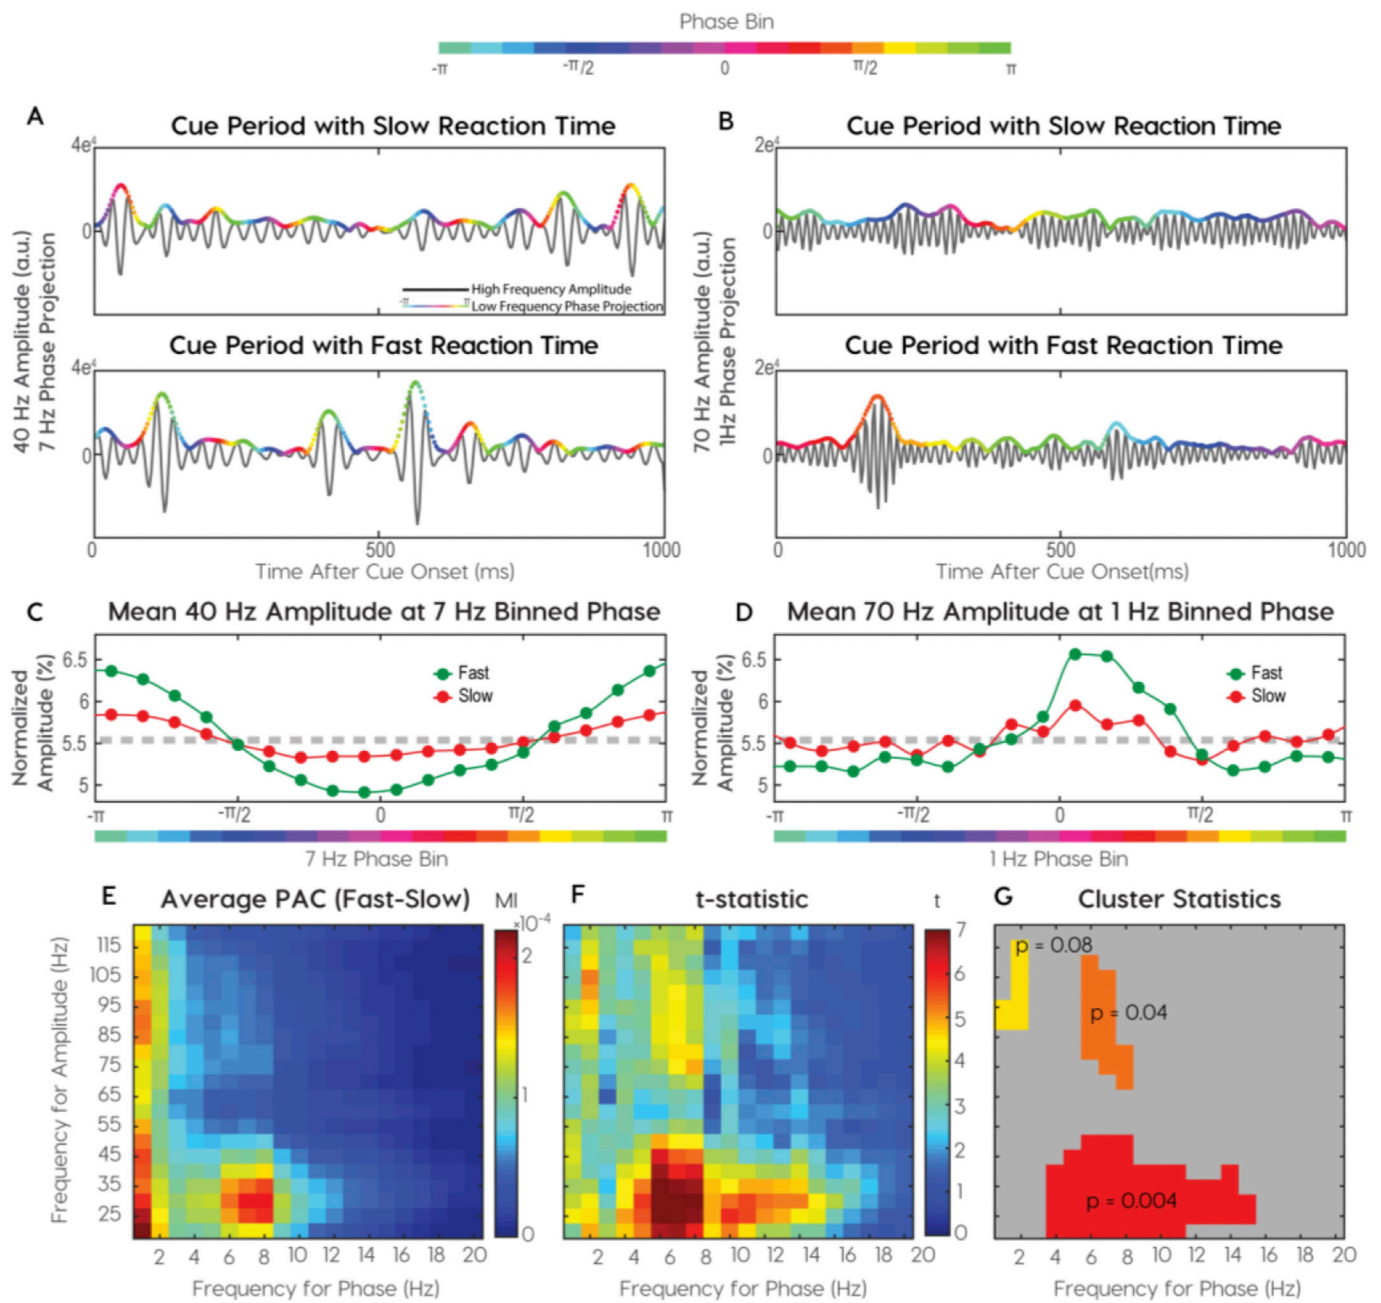 Phase Bin
-π -π/2 0 π/2 π
A
Cue Period with Slow Reaction Time
4e⁴
0
High Frequency Amplitude
-π π
Low Frequency Phase Projection
Cue Period with Fast Reaction Time
4e⁴
0
40 Hz Amplitude (a.u.)
7 Hz Phase Projection
0 500 1000
Time After Cue Onset (ms)
B
Cue Period with Slow Reaction Time
2e⁴
0
Cue Period with Fast Reaction Time
2e⁴
0
70 Hz Amplitude (a.u.)
1Hz Phase Projection
0 500 1000
Time After Cue Onset(ms)
C
Mean 40 Hz Amplitude at 7 Hz Binned Phase
Normalized
Amplitude (%)
6.5
6
5.5
5
Fast
Slow
-π -π/2 0 π/2 π
7 Hz Phase Bin
D
Mean 70 Hz Amplitude at 1 Hz Binned Phase
Normalized
Amplitude (%)
6.5
6
5.5
5
Fast
Slow
-π -π/2 0 π/2 π
1 Hz Phase Bin
E
Average PAC (Fast-Slow)
MI
×10⁻⁴
2
1
0
Frequency for Amplitude (Hz)
115
105
95
85
75
65
55
45
35
25
2 4 6 8 10 12 14 16 18 20
Frequency for Phase (Hz)
F
t-statistic
t
7
6
5
4
3
2
1
0
2 4 6 8 10 12 14 16 18 20
Frequency for Phase (Hz)
G
Cluster Statistics
p = 0.08
p = 0.04
p = 0.004
2 4 6 8 10 12 14 16 18 20
Frequency for Phase (Hz)